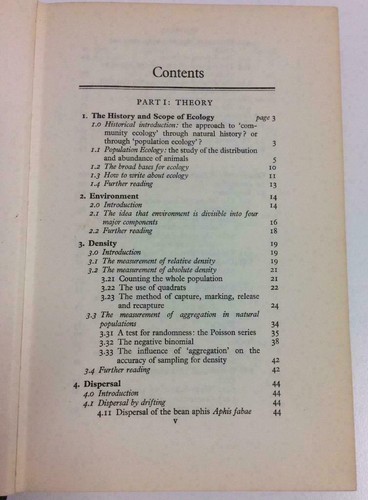 Contents
PART I: THEORY
1. The History and Scope of Ecology page 3
1.0 Historical introduction: the approach to 'com-
munity ecology' through natural history? or
through 'population ecology'? 3
1.1 Population Ecology: the study of the distribution
and abundance of animals 5
1.2 The broad bases for ecology 10
1.3 How to write about ecology 11
1.4 Further reading 13
2. Environment 14
2.0 Introduction 14
2.1 The idea that environment is divisible into four
major components 16
2.2 Further reading 18
3. Density 19
3.0 Introduction 19
3.1 The measurement of relative density 19
3.2 The measurement of absolute density 21
3.21 Counting the whole population 21
3.22 The use of quadrats 22
3.23 The method of capture, marking, release
and recapture 24
3.3 The measurement of aggregation in natural
populations 34
3.31 A test for randomness: the Poisson series 35
3.32 The negative binomial 38
3.33 The influence of 'aggregation' on the
accuracy of sampling for density 42
3.4 Further reading 42
4. Dispersal 44
4.0 Introduction 44
4.1 Dispersal by drifting 44
4.11 Dispersal of the bean aphis Aphis fabae 44
v